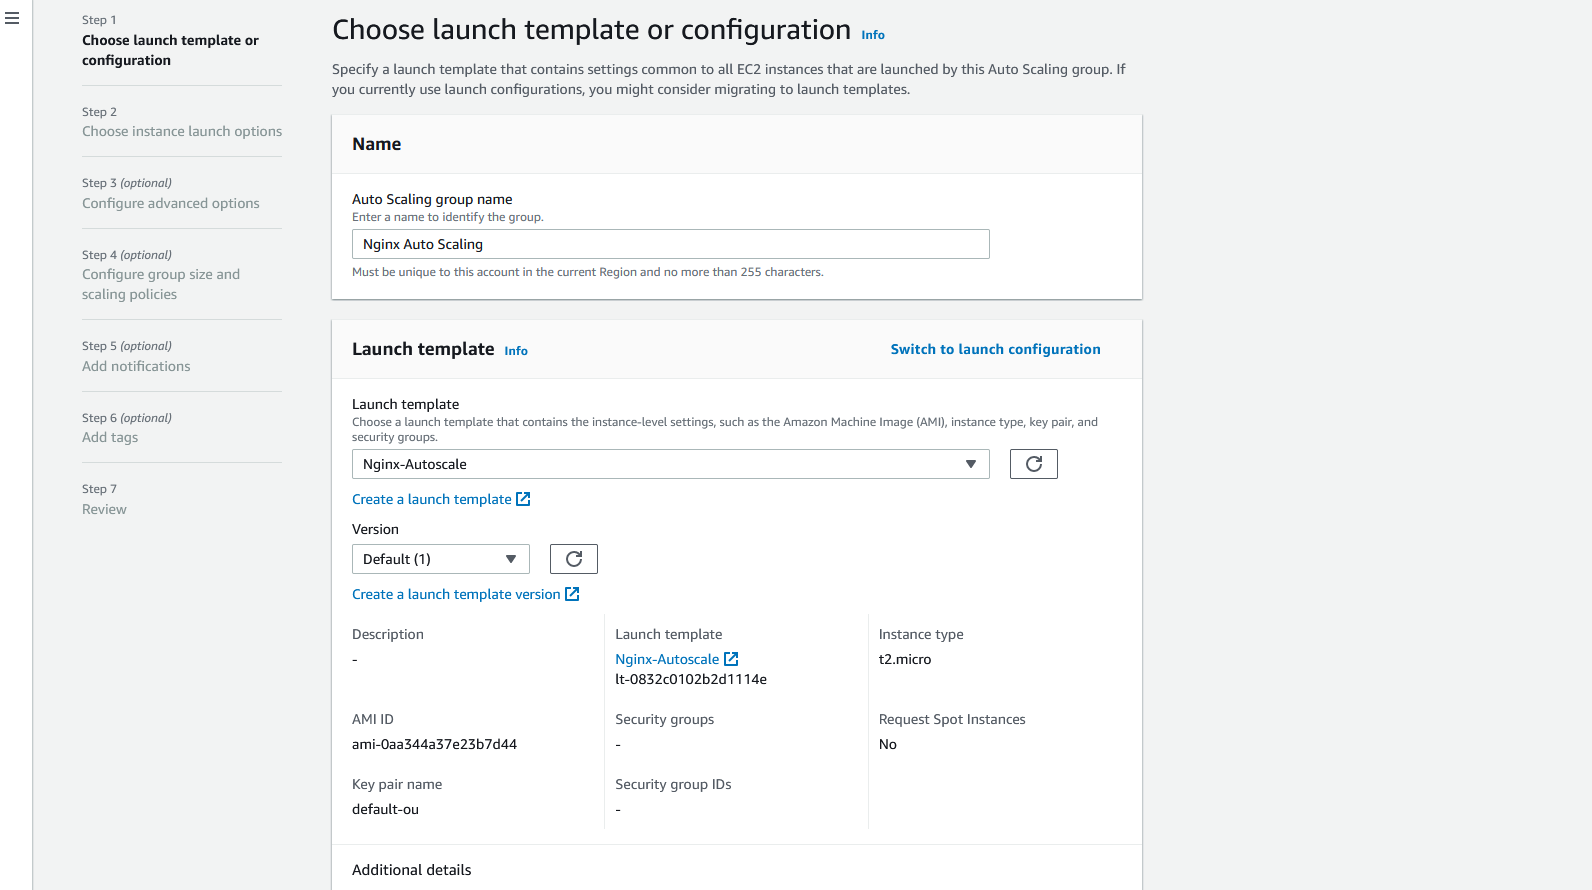 Step 1
Choose launch template or
configuration
Step 2
Choose instance launch options
Step 3 (optional)
Configure advanced options
Step 4 (optional)
Configure group size and
scaling policies
Step 5 (optional)
Add notifications
Step 6 (optional)
Add tags
Step 7
Review
Choose launch template or configuration Info
Specify a launch template that contains settings common to all EC2 instances that are launched by this Auto Scaling group. If
you currently use launch configurations, you might consider migrating to launch templates.
Name
Auto Scaling group name
Enter a name to identify the group.
Nginx Auto Scaling
Must be unique to this account in the current Region and no more than 255 characters.
Launch template Info
Switch to launch configuration
Launch template
Choose a launch template that contains the instance-level settings, such as the Amazon Machine Image (AMI), instance type, key pair, and
security groups.
Nginx-Autoscale
Create a launch template
Version
Default (1)
Create a launch template version
Description
-
Launch template
Nginx-Autoscale
lt-0832c0102b2d1114e
Instance type
t2.micro
AMI ID
ami-0aa344a37e23b7d44
Security groups
-
Request Spot Instances
No
Key pair name
default-ou
Security group IDs
-
Additional details